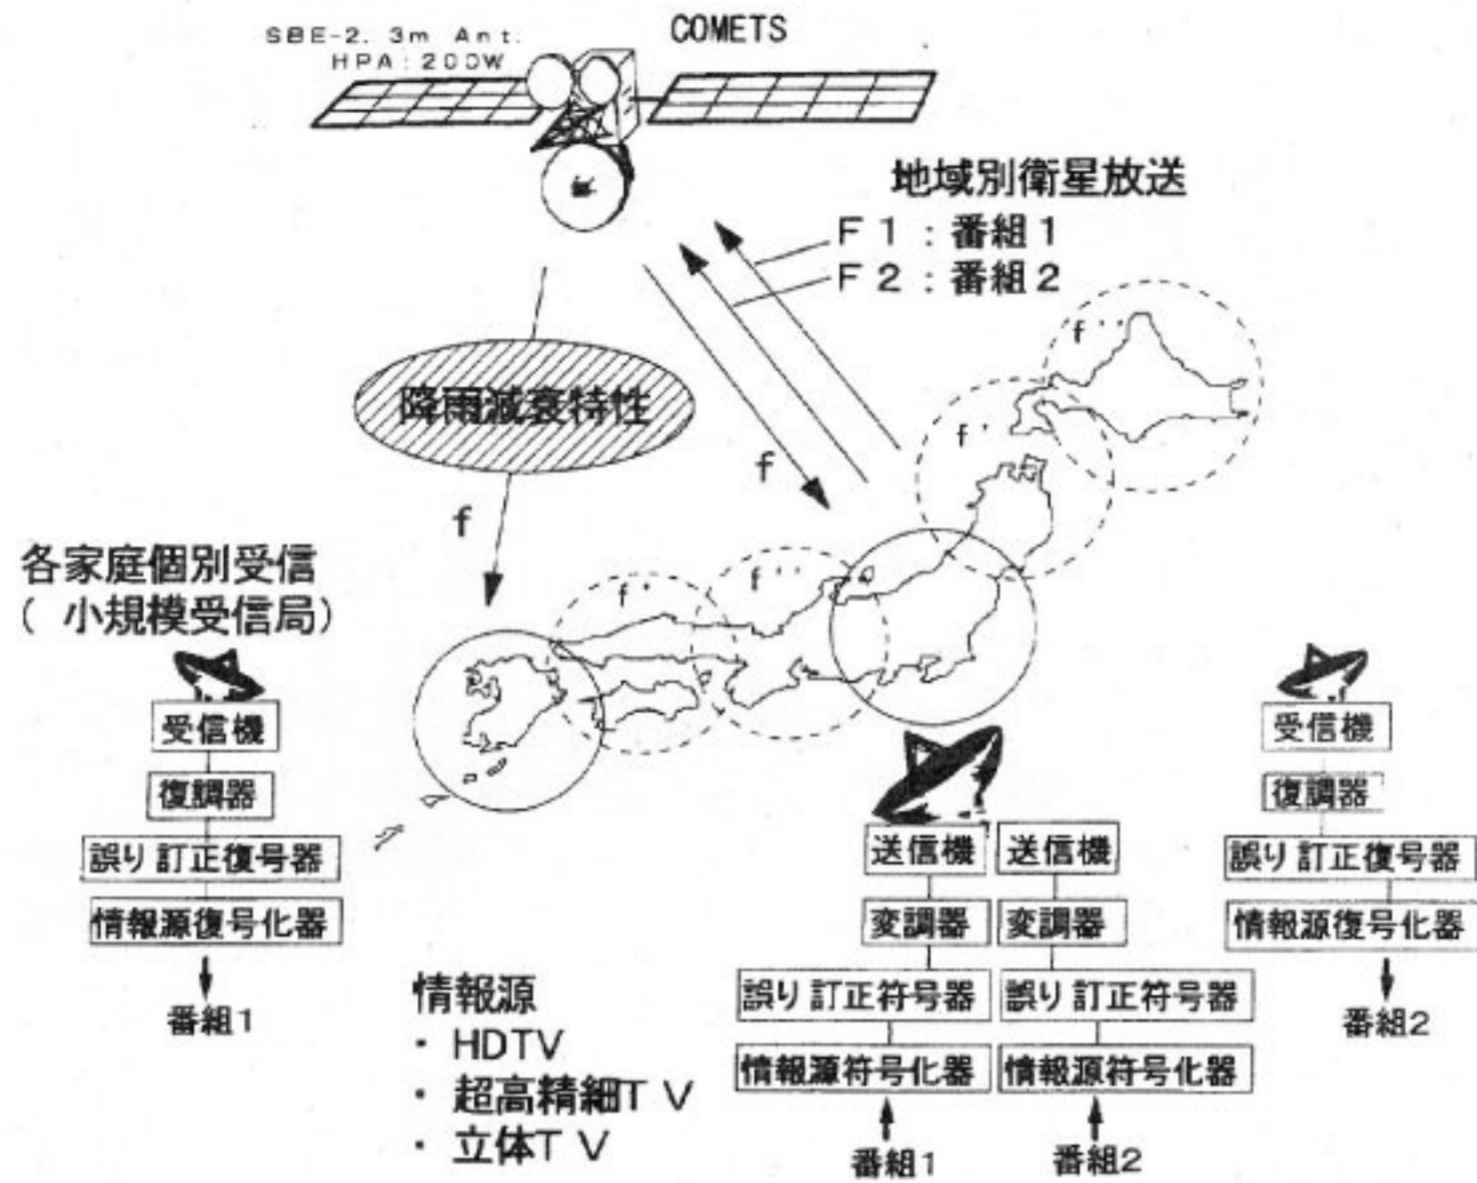 COMETS
SBE-2. 3m Ant.
HPA: 200W
地域別衛星放送
F1:番組1
F2:番組2
降雨減衰特性
f
f
f''
f'
f'
f''
各家庭個別受信
( 小規模受信局)
受信機
復調器
誤り訂正復号器
情報源復号化器
番組1
情報源
・ HDTV
・ 超高精細TV
・ 立体TV
送信機 送信機
変調器 変調器
誤り訂正符号器 誤り訂正符号器
情報源符号化器 情報源符号化器
番組1 番組2
受信機
復調器
誤り訂正復号器
情報源復号化器
番組2